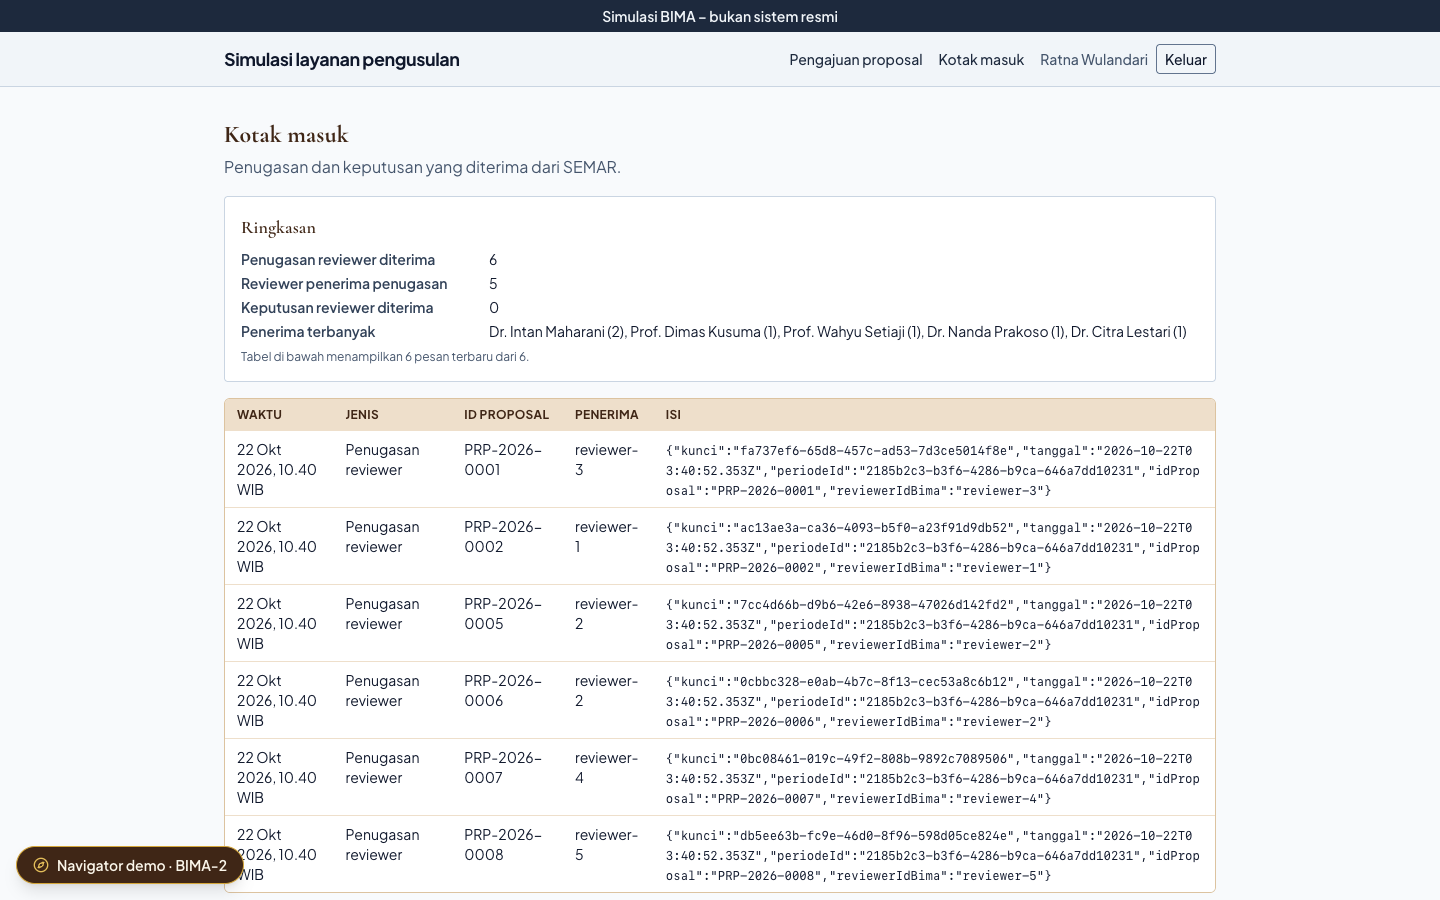 Simulasi BIMA – bukan sistem resmi
Simulasi layanan pengusulan
Pengajuan proposal
Kotak masuk
Ratna Wulandari
Keluar
Kotak masuk
Penugasan dan keputusan yang diterima dari SEMAR.
Ringkasan
Penugasan reviewer diterima 6
Reviewer penerima penugasan 5
Keputusan reviewer diterima 0
Penerima terbanyak Dr. Intan Maharani (2), Prof. Dimas Kusuma (1), Prof. Wahyu Setiaji (1), Dr. Nanda Prakoso (1), Dr. Citra Lestari (1)
Tabel di bawah menampilkan 6 pesan terbaru dari 6.
WAKTU JENIS ID PROPOSAL PENERIMA ISI
22 Okt Penugasan PRP-2026– reviewer- {"kunci":"fa737ef6-65d8-457c-ad53-7d3ce5014f8e","tanggal":"2026-10-22T0
2026, 10.40 reviewer 0001 3 3:40:52.353Z","periodeId":"2185b2c3-b3f6-4286-b9ca-646a7dd10231","idProp
WIB osal":"PRP-2026-0001","reviewerIdBima":"reviewer-3"}
22 Okt Penugasan PRP-2026– reviewer- {"kunci":"ac13ae3a-ca36-4093-b5f0-a23f91d9db52","tanggal":"2026-10-22T0
2026, 10.40 reviewer 0002 1 3:40:52.353Z","periodeId":"2185b2c3-b3f6-4286-b9ca-646a7dd10231","idProp
WIB osal":"PRP-2026-0002","reviewerIdBima":"reviewer-1"}
22 Okt Penugasan PRP-2026– reviewer- {"kunci":"7cc4d66b-d9b6-42e6-8938-47026d142fd2","tanggal":"2026-10-22T0
2026, 10.40 reviewer 0005 2 3:40:52.353Z","periodeId":"2185b2c3-b3f6-4286-b9ca-646a7dd10231","idProp
WIB osal":"PRP-2026-0005","reviewerIdBima":"reviewer-2"}
22 Okt Penugasan PRP-2026– reviewer- {"kunci":"0cbbc328-e0ab-4b7c-8f13-cec53a8c6b12","tanggal":"2026-10-22T0
2026, 10.40 reviewer 0006 2 3:40:52.353Z","periodeId":"2185b2c3-b3f6-4286-b9ca-646a7dd10231","idProp
WIB osal":"PRP-2026-0006","reviewerIdBima":"reviewer-2"}
22 Okt Penugasan PRP-2026– reviewer- {"kunci":"0bc08461-019c-49f2-808b-9892c7089506","tanggal":"2026-10-22T0
2026, 10.40 reviewer 0007 4 3:40:52.353Z","periodeId":"2185b2c3-b3f6-4286-b9ca-646a7dd10231","idProp
WIB osal":"PRP-2026-0007","reviewerIdBima":"reviewer-4"}
22 Okt Penugasan PRP-2026– reviewer- {"kunci":"db5ee63b-fc9e-46d0-8f96-598d05ce824e","tanggal":"2026-10-22T0
2026, 10.40 reviewer 0008 5 3:40:52.353Z","periodeId":"2185b2c3-b3f6-4286-b9ca-646a7dd10231","idProp
WIB osal":"PRP-2026-0008","reviewerIdBima":"reviewer-5"}
Navigator demo · BIMA-2